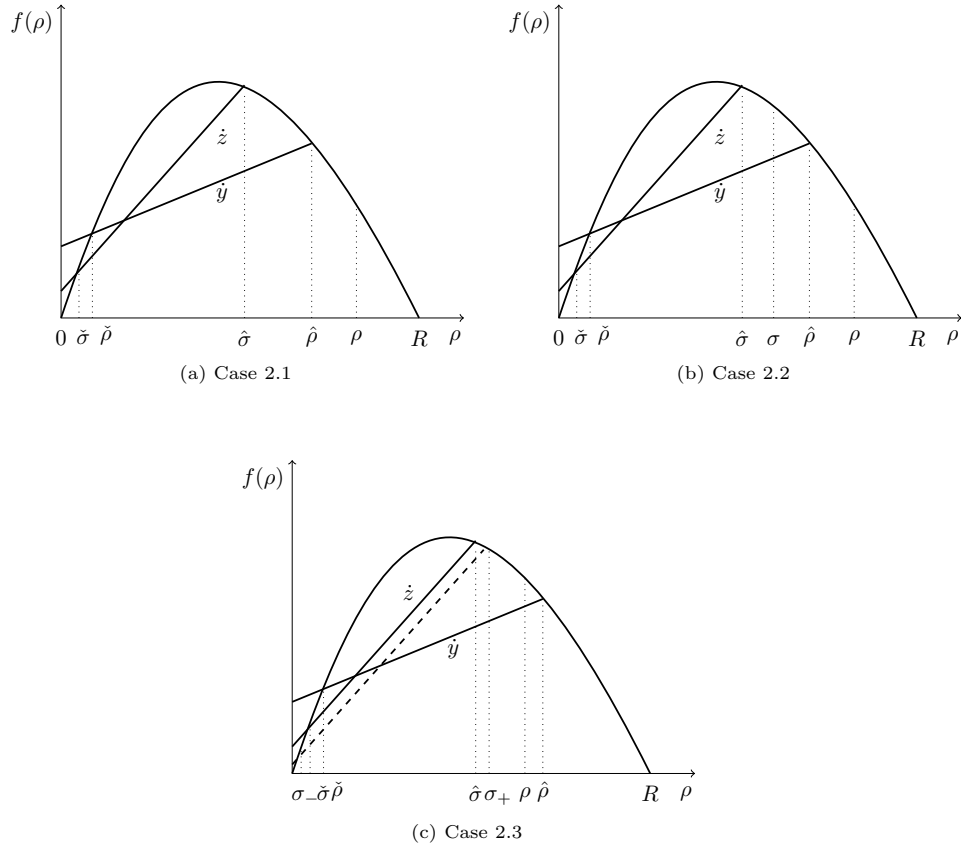 f(ρ)
ż
ẏ
0 σ̌ ρ̌ σ̂ ρ̂ ρ R ρ
(a) Case 2.1
f(ρ)
ż
ẏ
0 σ̌ ρ̌ σ̂ σ ρ̂ ρ R ρ
(b) Case 2.2
f(ρ)
ż
ẏ
σ₋ σ̌ ρ̌ σ̂ σ₊ ρ ρ̂ R ρ
(c) Case 2.3